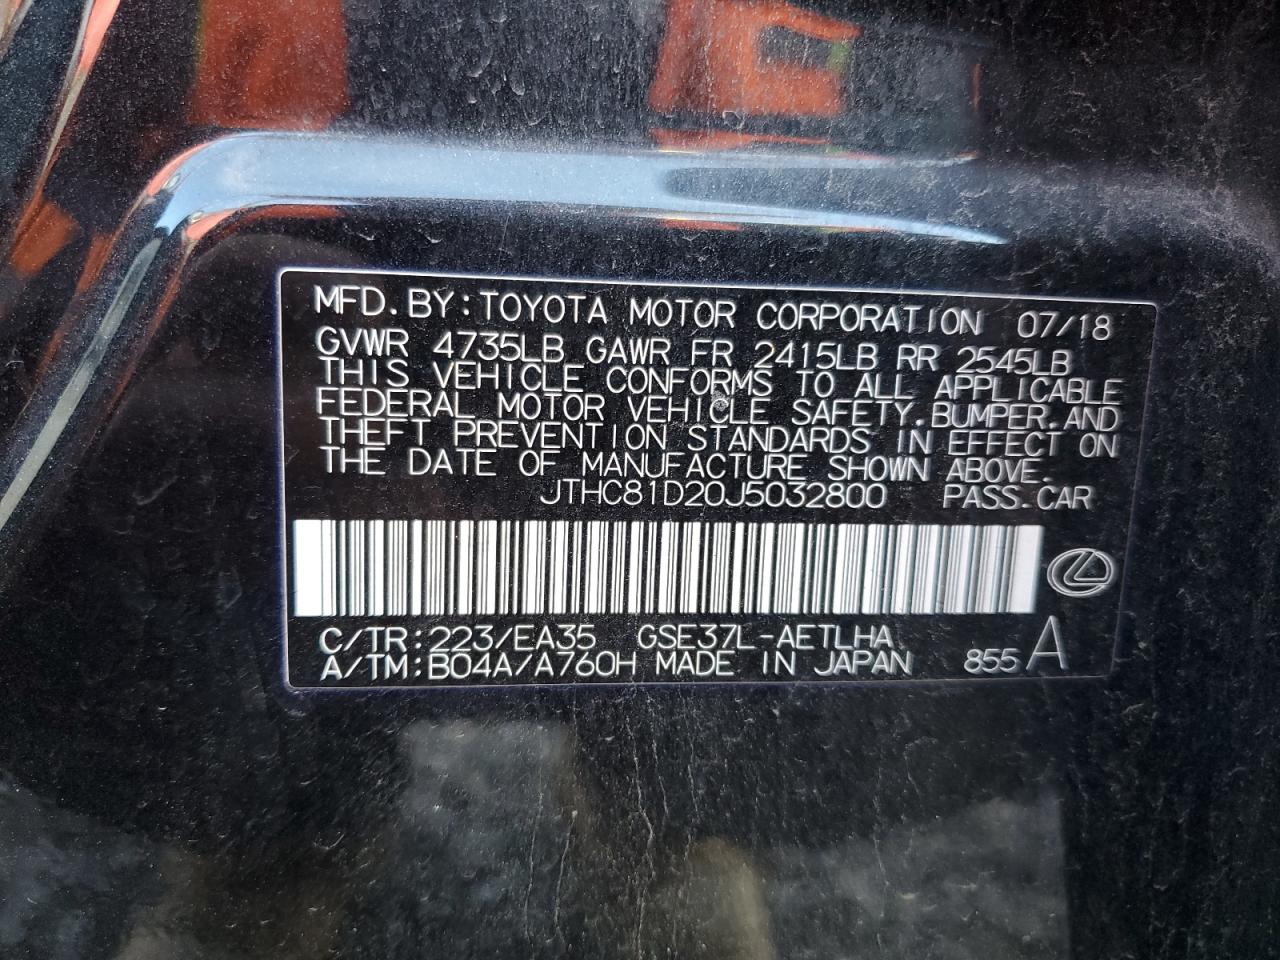 MFD. BY: TOYOTA MOTOR CORPORATION 07/18
GVWR 4735LB GAWR FR 2415LB RR 2545LB
THIS VEHICLE CONFORMS TO ALL APPLICABLE
FEDERAL MOTOR VEHICLE SAFETY, BUMPER, AND
THEFT PREVENTION STANDARDS IN EFFECT ON
THE DATE OF MANUFACTURE SHOWN ABOVE.
JTHC81D20J5032800 PASS. CAR
C/TR: 223/EA35 GSE37L-AETLHA
A/TM: B04A/A760H MADE IN JAPAN 855 A